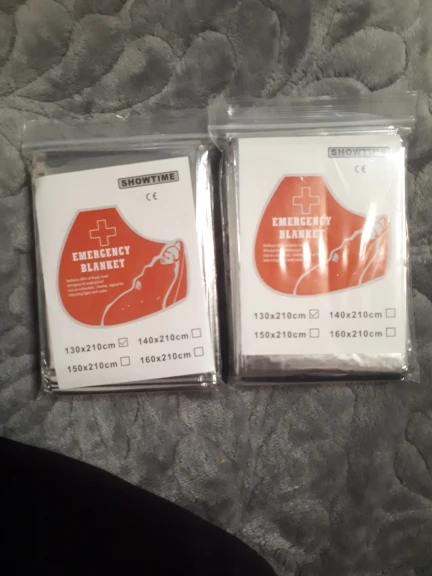 SHOWTIME
CE
EMERGENCY
BLANKET
130x210cm ☑ 140x210cm ☐
150x210cm ☐ 160x210cm ☐
SHOWTIME
CE
EMERGENCY
BLANKET
130x210cm ☑ 140x210cm ☐
150x210cm ☐ 160x210cm ☐